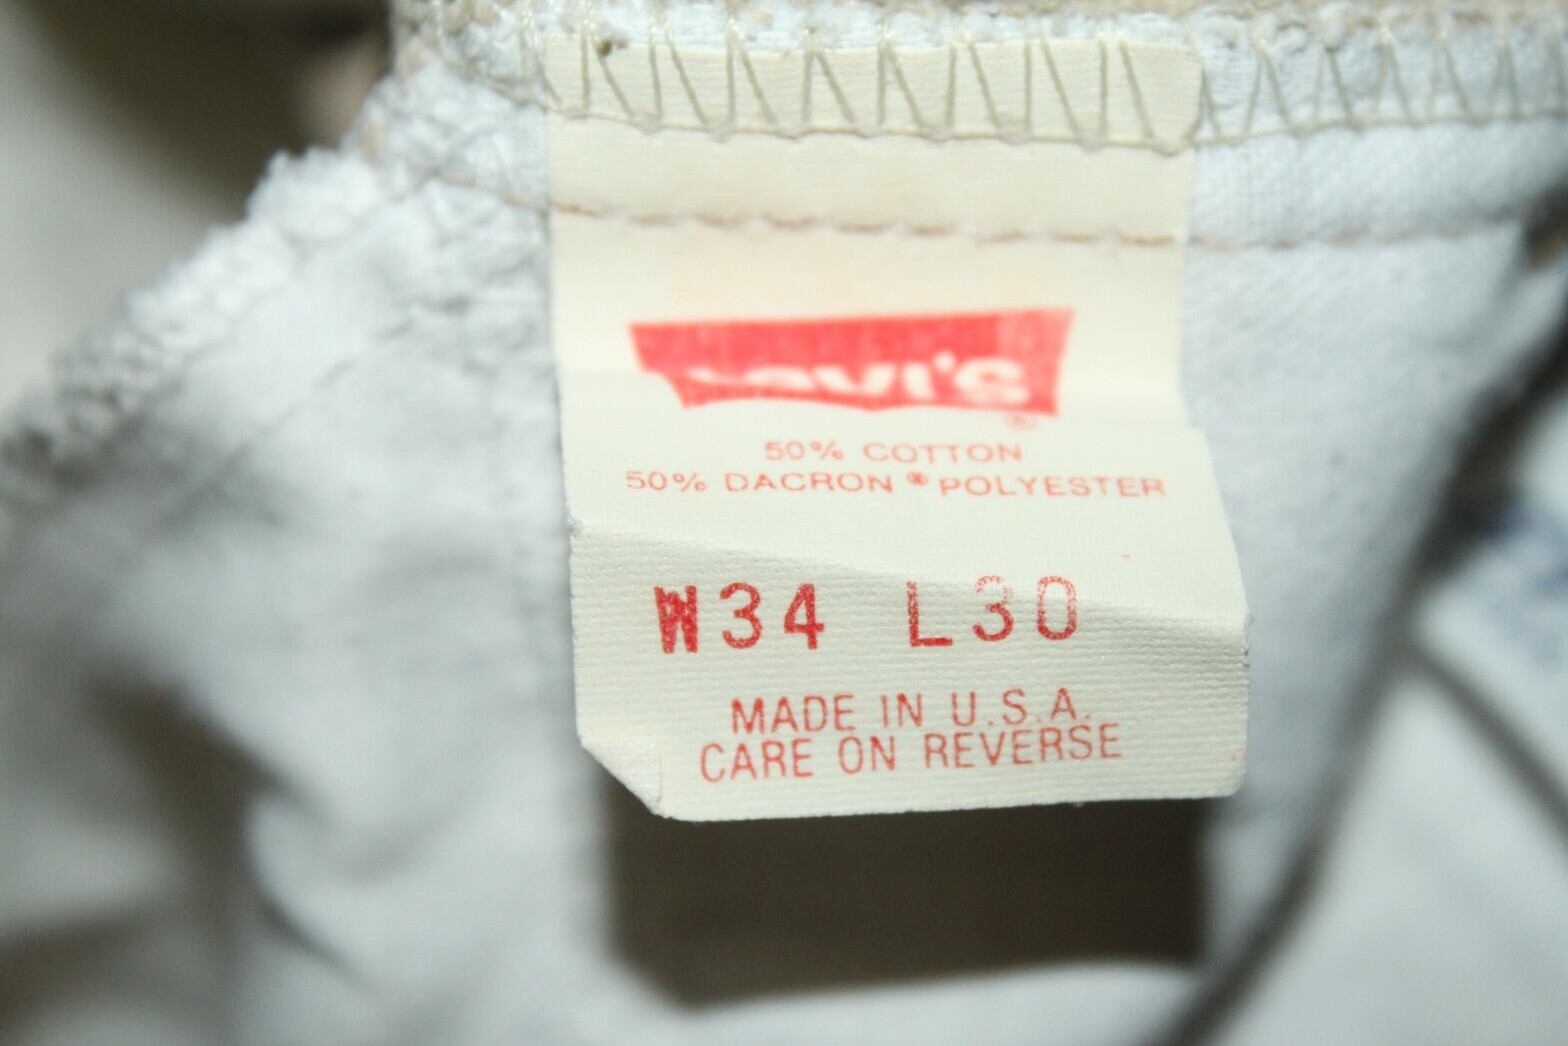 Levi's
®
50% COTTON
50% DACRON ® POLYESTER
W34 L30
MADE IN U.S.A.
CARE ON REVERSE